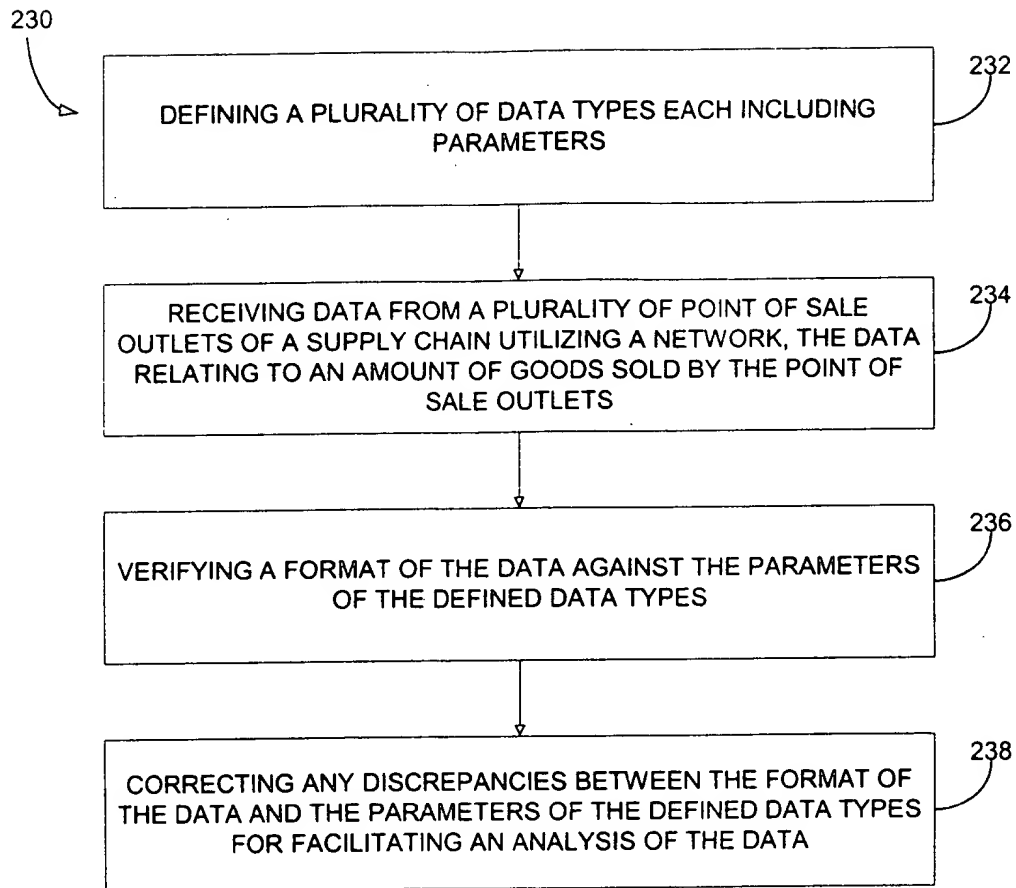 230
232
DEFINING A PLURALITY OF DATA TYPES EACH INCLUDING
PARAMETERS
234
RECEIVING DATA FROM A PLURALITY OF POINT OF SALE
OUTLETS OF A SUPPLY CHAIN UTILIZING A NETWORK, THE DATA
RELATING TO AN AMOUNT OF GOODS SOLD BY THE POINT OF
SALE OUTLETS
236
VERIFYING A FORMAT OF THE DATA AGAINST THE PARAMETERS
OF THE DEFINED DATA TYPES
238
CORRECTING ANY DISCREPANCIES BETWEEN THE FORMAT OF
THE DATA AND THE PARAMETERS OF THE DEFINED DATA TYPES
FOR FACILITATING AN ANALYSIS OF THE DATA